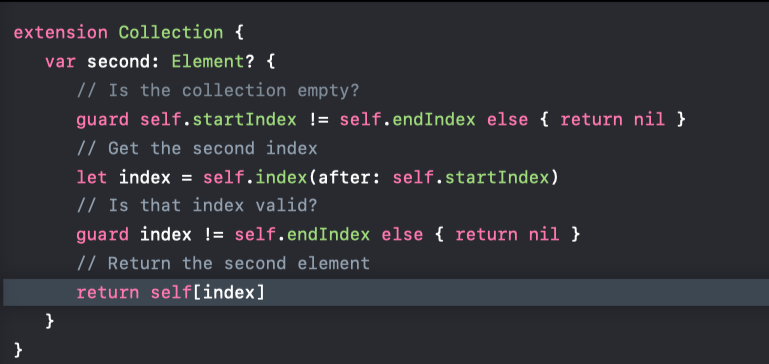 extension Collection {
var second: Element? {
// Is the collection empty?
guard self.startIndex != self.endIndex else { return nil }
// Get the second index
let index = self.index(after: self.startIndex)
// Is that index valid?
guard index != self.endIndex else { return nil }
// Return the second element
return self[index]
}
}